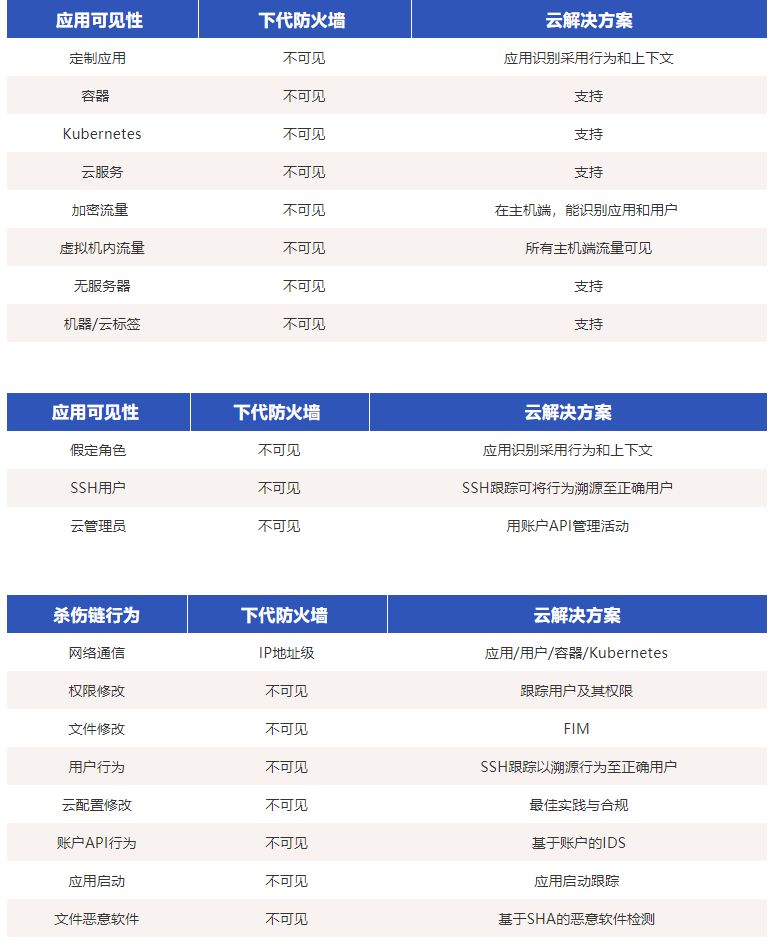 应用可见性 下代防火墙 云解决方案
定制应用 不可见 应用识别采用行为和上下文
容器 不可见 支持
Kubernetes 不可见 支持
云服务 不可见 支持
加密流量 不可见 在主机端，能识别应用和用户
虚拟机内流量 不可见 所有主机端流量可见
无服务器 不可见 支持
机器/云标签 不可见 支持
应用可见性 下代防火墙 云解决方案
假定角色 不可见 应用识别采用行为和上下文
SSH用户 不可见 SSH跟踪可将行为溯源至正确用户
云管理员 不可见 用账户API管理活动
杀伤链行为 下代防火墙 云解决方案
网络通信 IP地址级 应用/用户/容器/Kubernetes
权限修改 不可见 跟踪用户及其权限
文件修改 不可见 FIM
用户行为 不可见 SSH跟踪以溯源行为至正确用户
云配置修改 不可见 最佳实践与合规
账户API行为 不可见 基于账户的IDS
应用启动 不可见 应用启动跟踪
文件恶意软件 不可见 基于SHA的恶意软件检测